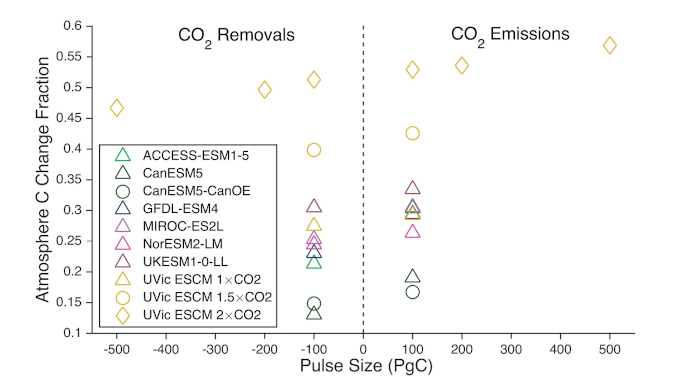 CO2 Removals
CO2 Emissions
Atmosphere C Change Fraction
0.6
0.55
0.5
0.45
0.4
0.35
0.3
0.25
0.2
0.15
0.1
ACCESS-ESM1-5
CanESM5
CanESM5-CanOE
GFDL-ESM4
MIROC-ES2L
NorESM2-LM
UKESM1-0-LL
UVic ESCM 1×CO2
UVic ESCM 1.5×CO2
UVic ESCM 2×CO2
-500 -400 -300 -200 -100 0 100 200 300 400 500
Pulse Size (PgC)